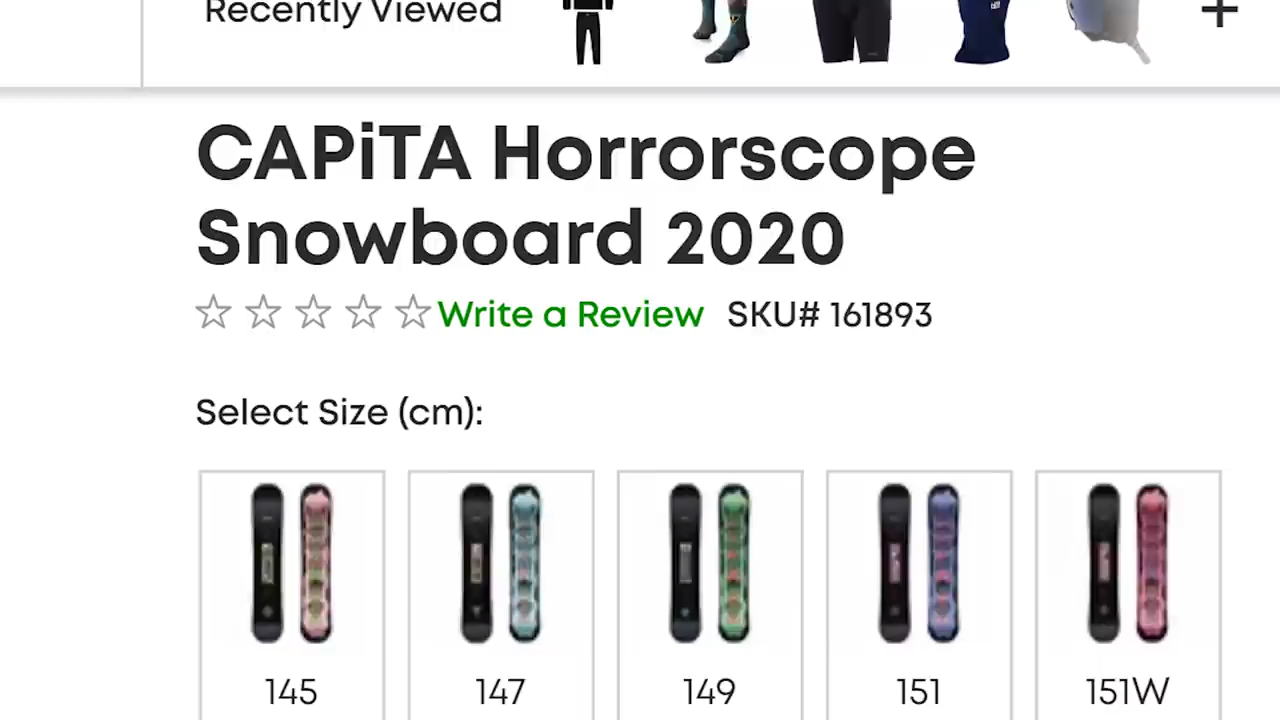 Recently Viewed
+
CAPiTA Horrorscope
Snowboard 2020
Write a Review SKU# 161893
Select Size (cm):
145 147 149 151 151W